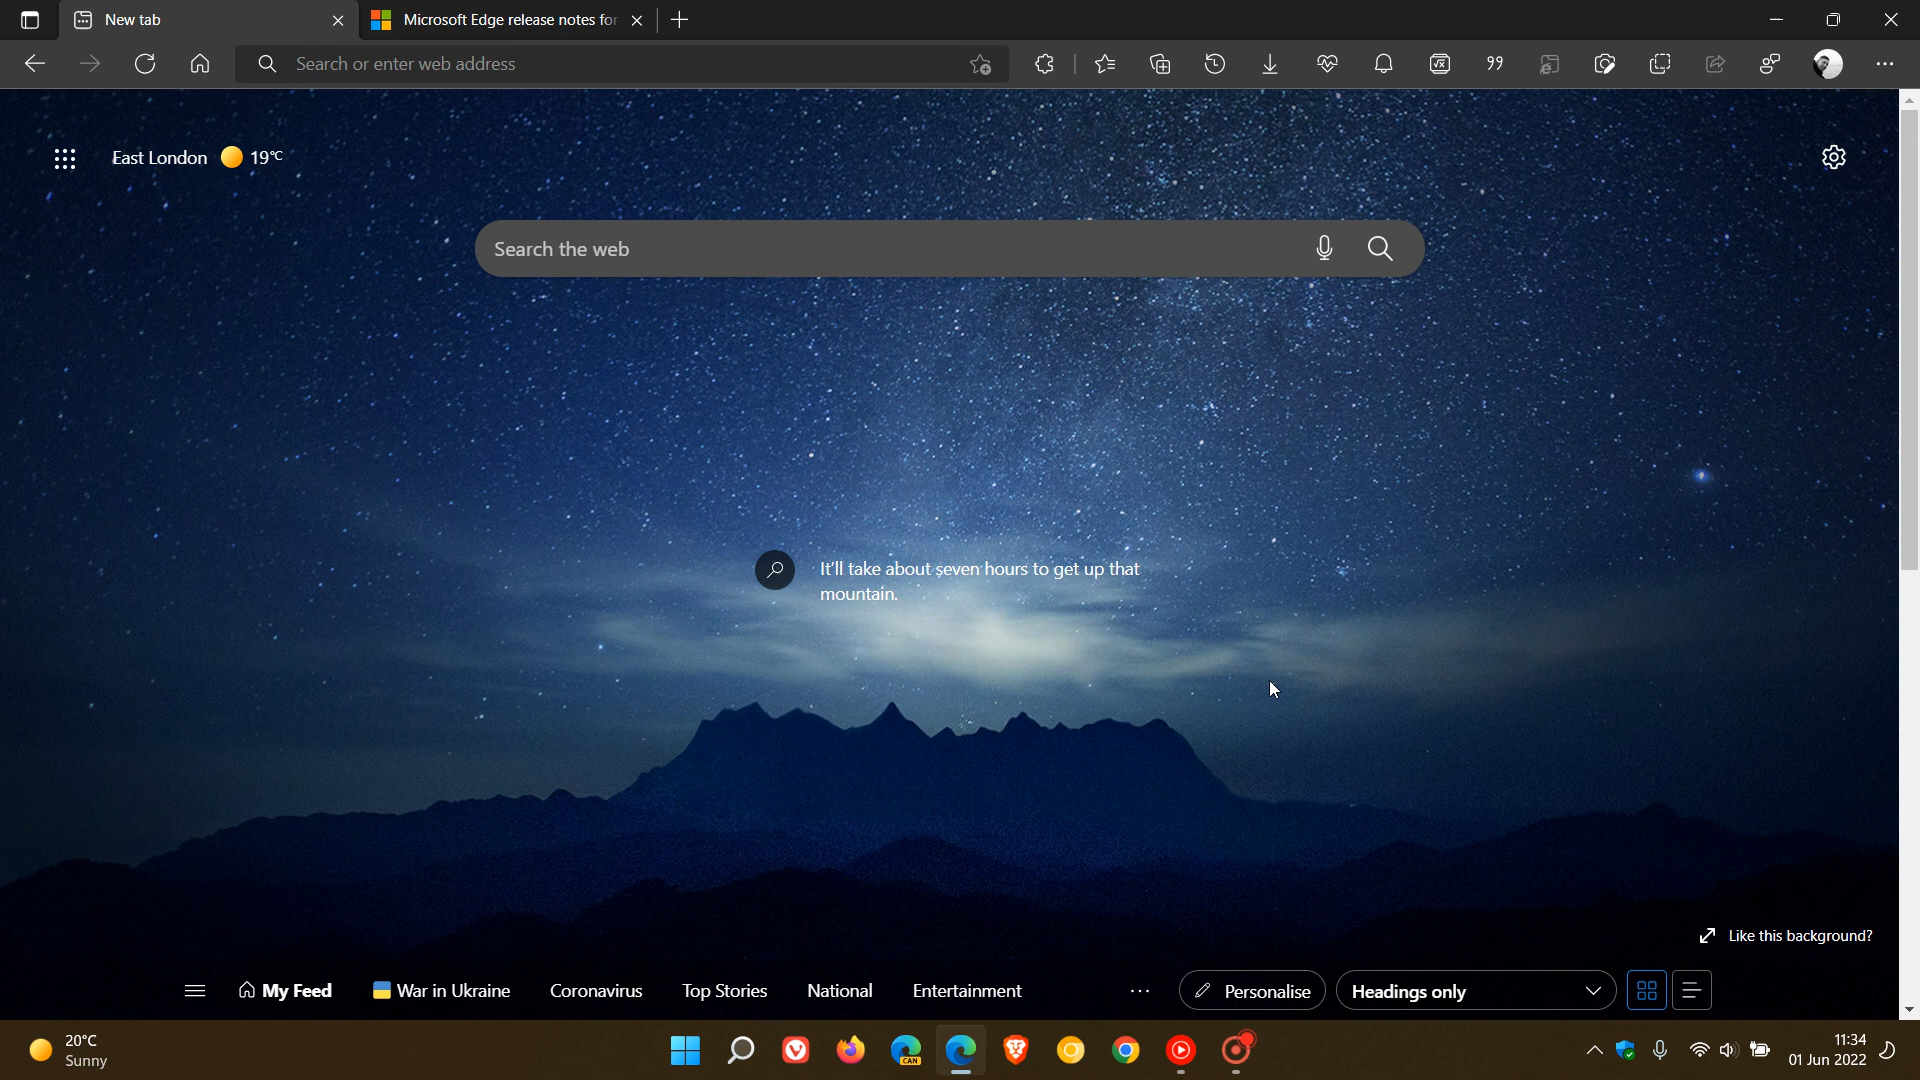 New tab
Microsoft Edge release notes for
Search or enter web address
East London 19°C
Search the web
It'll take about seven hours to get up that
mountain.
Like this background?
My Feed War in Ukraine Coronavirus Top Stories National Entertainment ... Personalise Headings only
20°C
Sunny
CAN
11:34
01 Jun 2022